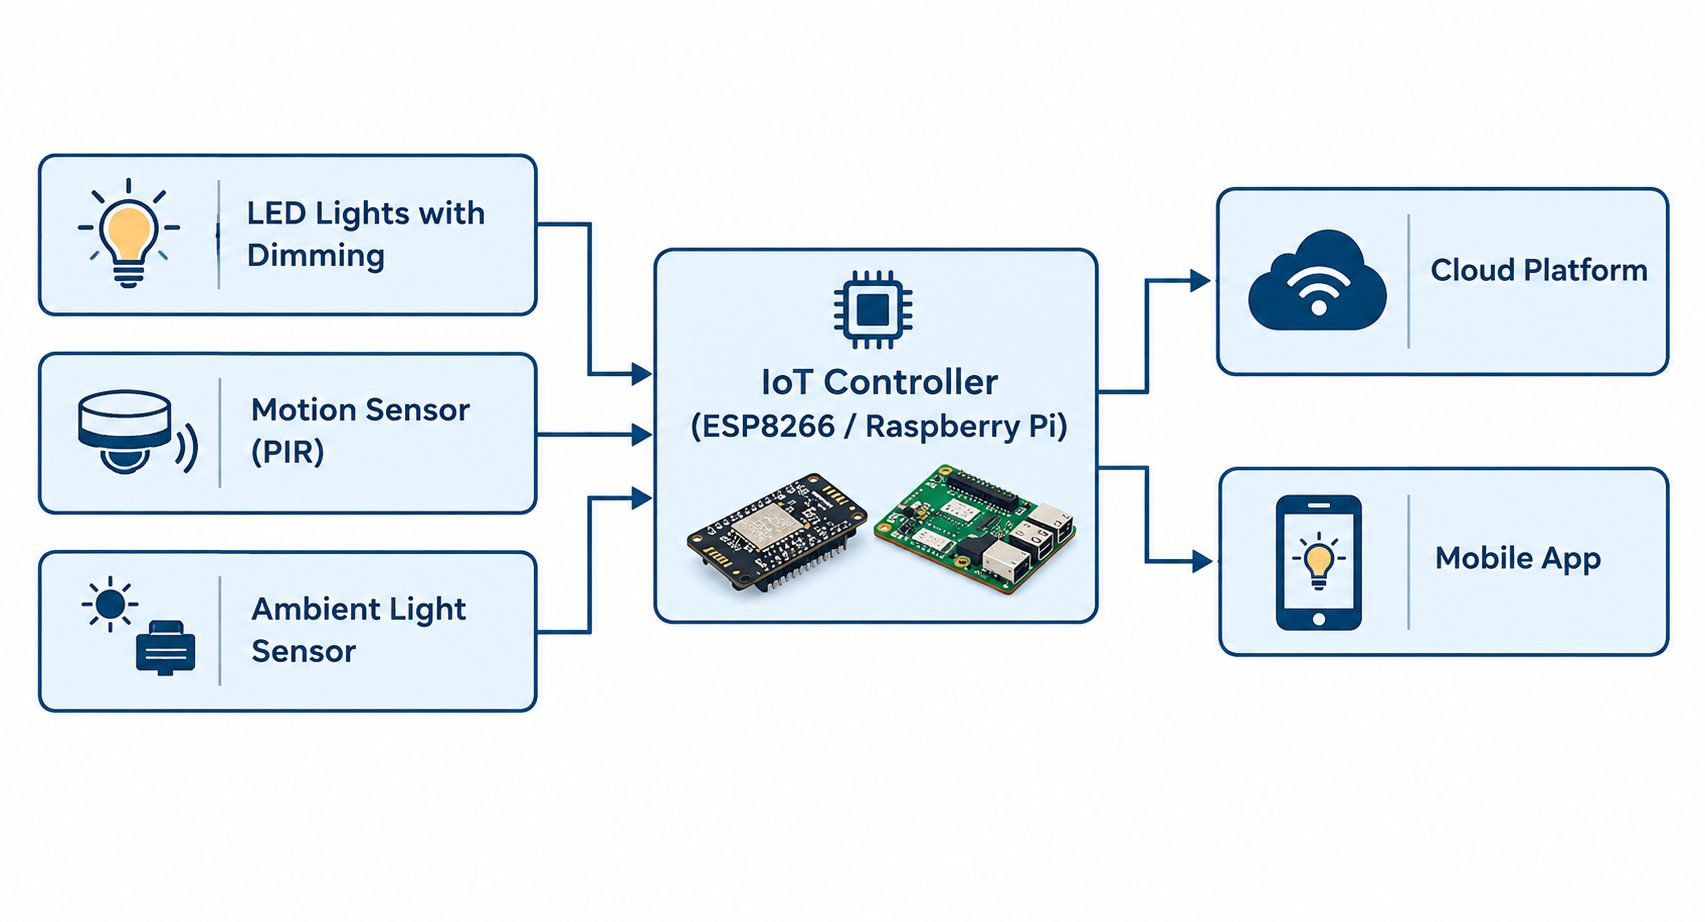 LED Lights with
Dimming
Motion Sensor
(PIR)
Ambient Light
Sensor
IoT Controller
(ESP8266 / Raspberry Pi)
Cloud Platform
Mobile App